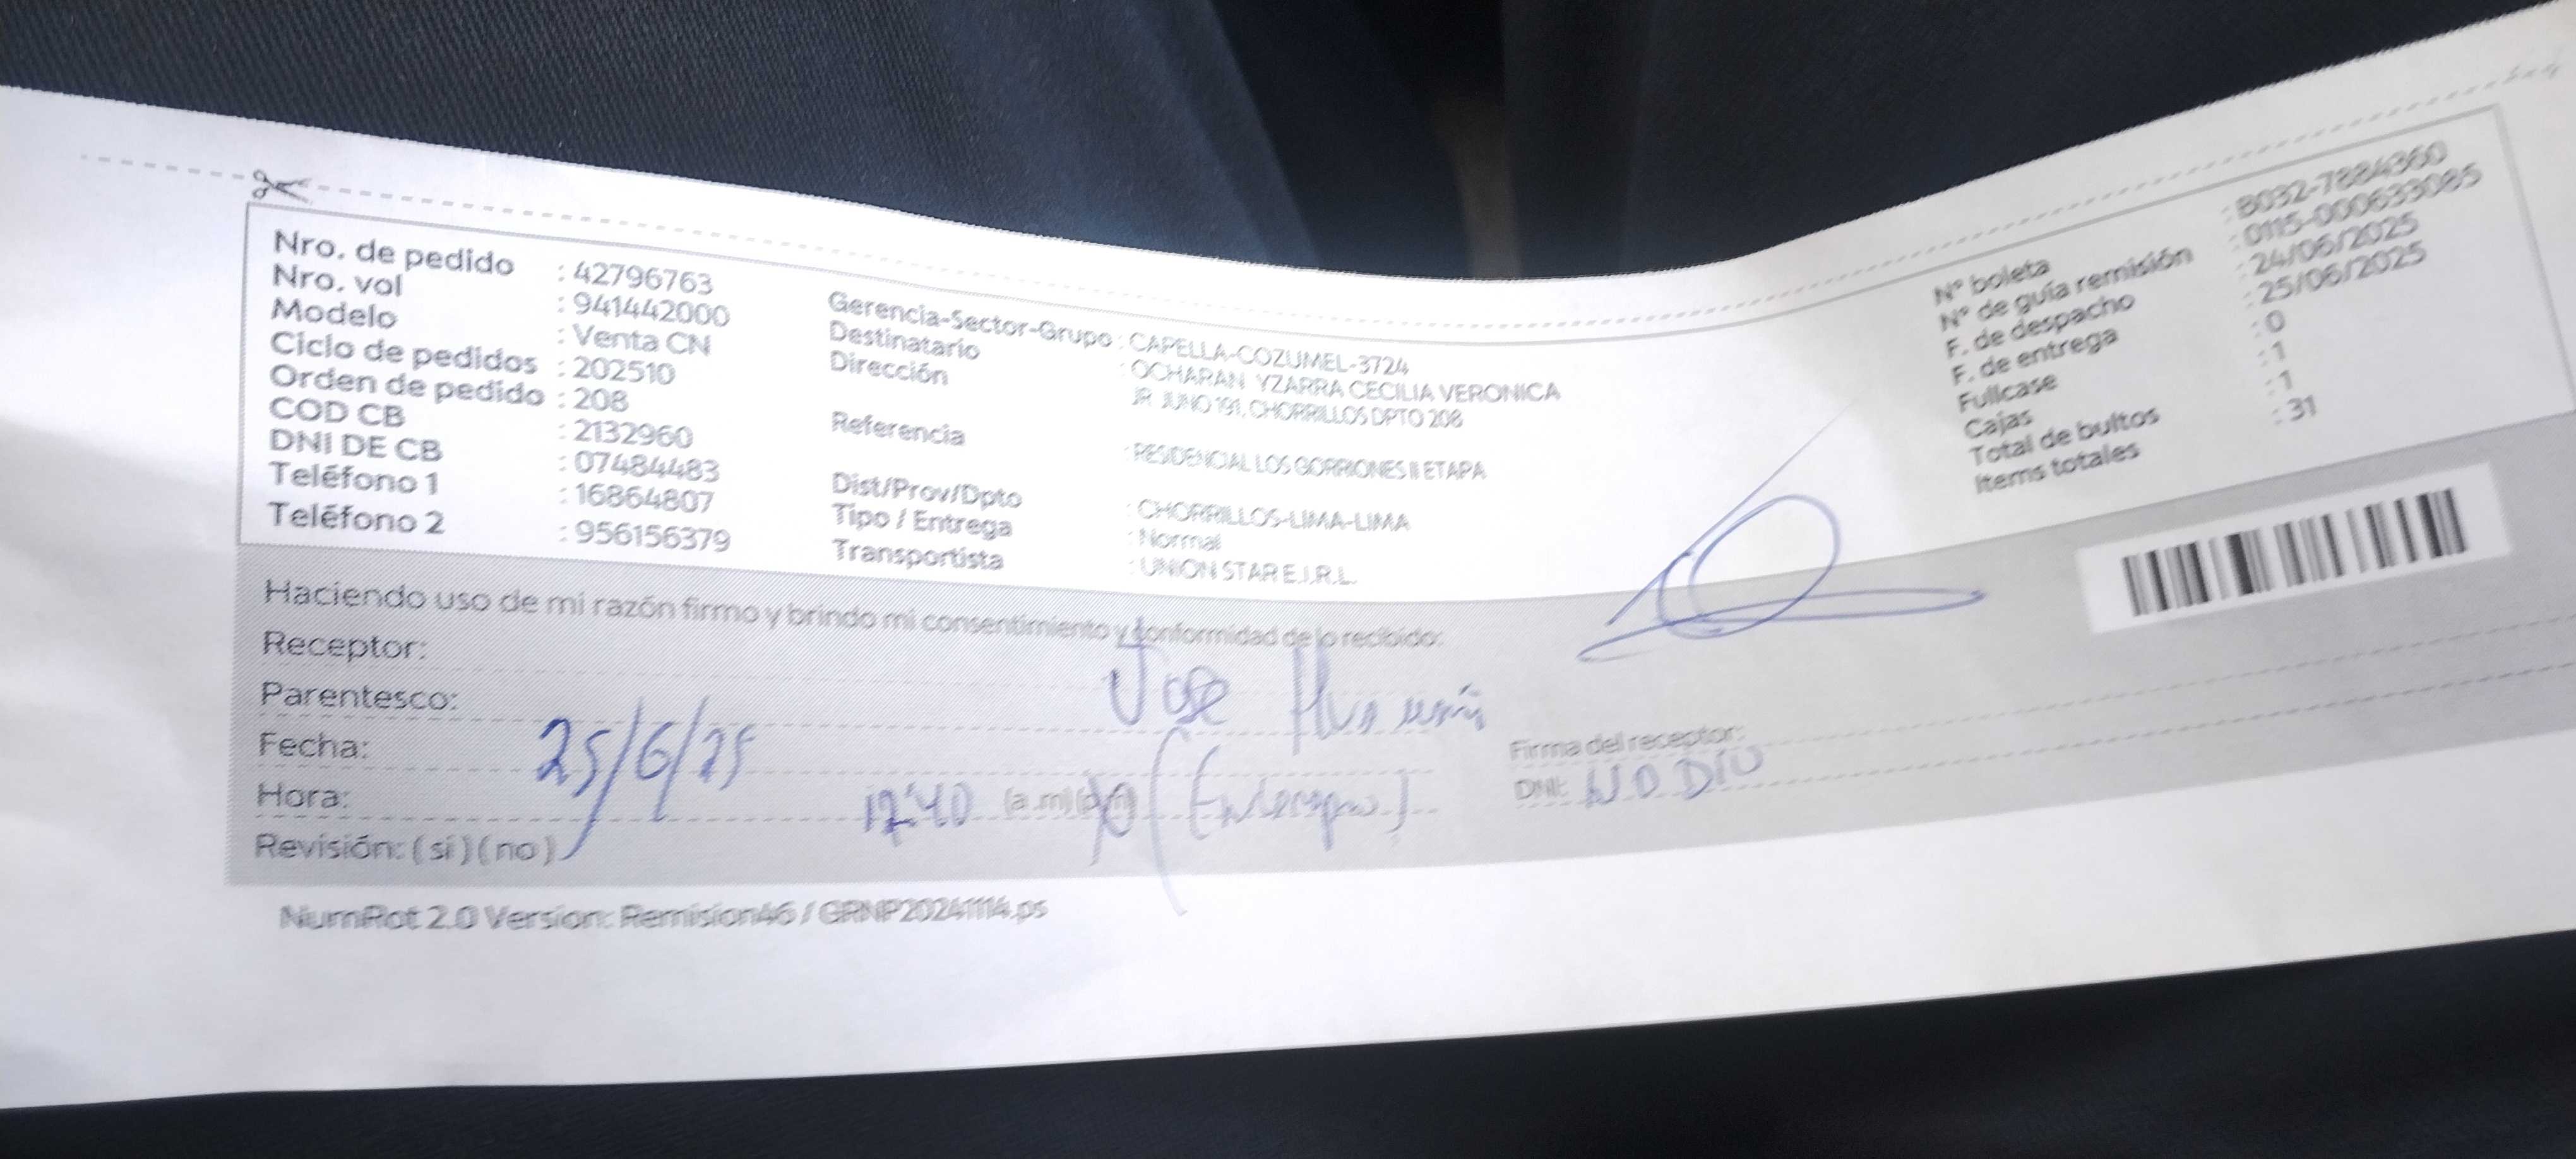 Nro. de pedido : 42796763
Nro. vol : 941442000
Modelo : Venta CN
Ciclo de pedidos : 202510
Orden de pedido : 208
COD CB : 2132960
DNI DE CB : 07484483
Teléfono 1 : 16864807
Teléfono 2 : 956156379
Gerencia-Sector-Grupo : CAPELLA-COZUMEL-3724
Destinatario : OCHARAN YZARRA CECILIA VERONICA
Dirección JR JUNO 191, CHORRILLOS DPTO 208
Referencia : RESIDENCIAL LOS GORRIONES II ETAPA
Dist/Prov/Dpto : CHORRILLOS-LIMA-LIMA
Tipo / Entrega : Normal
Transportista : UNION STAR E.I.R.L.
N° boleta : B032-7884360
N° de guía remisión : 0115-000633085
F. de despacho : 24/06/2025
F. de entrega : 25/06/2025
Fullcase : 0
Cajas : 1
Total de bultos : 1
Items totales : 31
Haciendo uso de mi razón firmo y brindo mi consentimiento y conformidad de lo recibido:
Receptor: Jose
Parentesco:
Fecha: 25/6/25
Hora: 12:40 (a.m)(p.m)
Revisión: (si) (no)
Firma del receptor:
DNI: NO DIO
NumRot 2.0 Version: Remision46 / GRNP20241114.ps